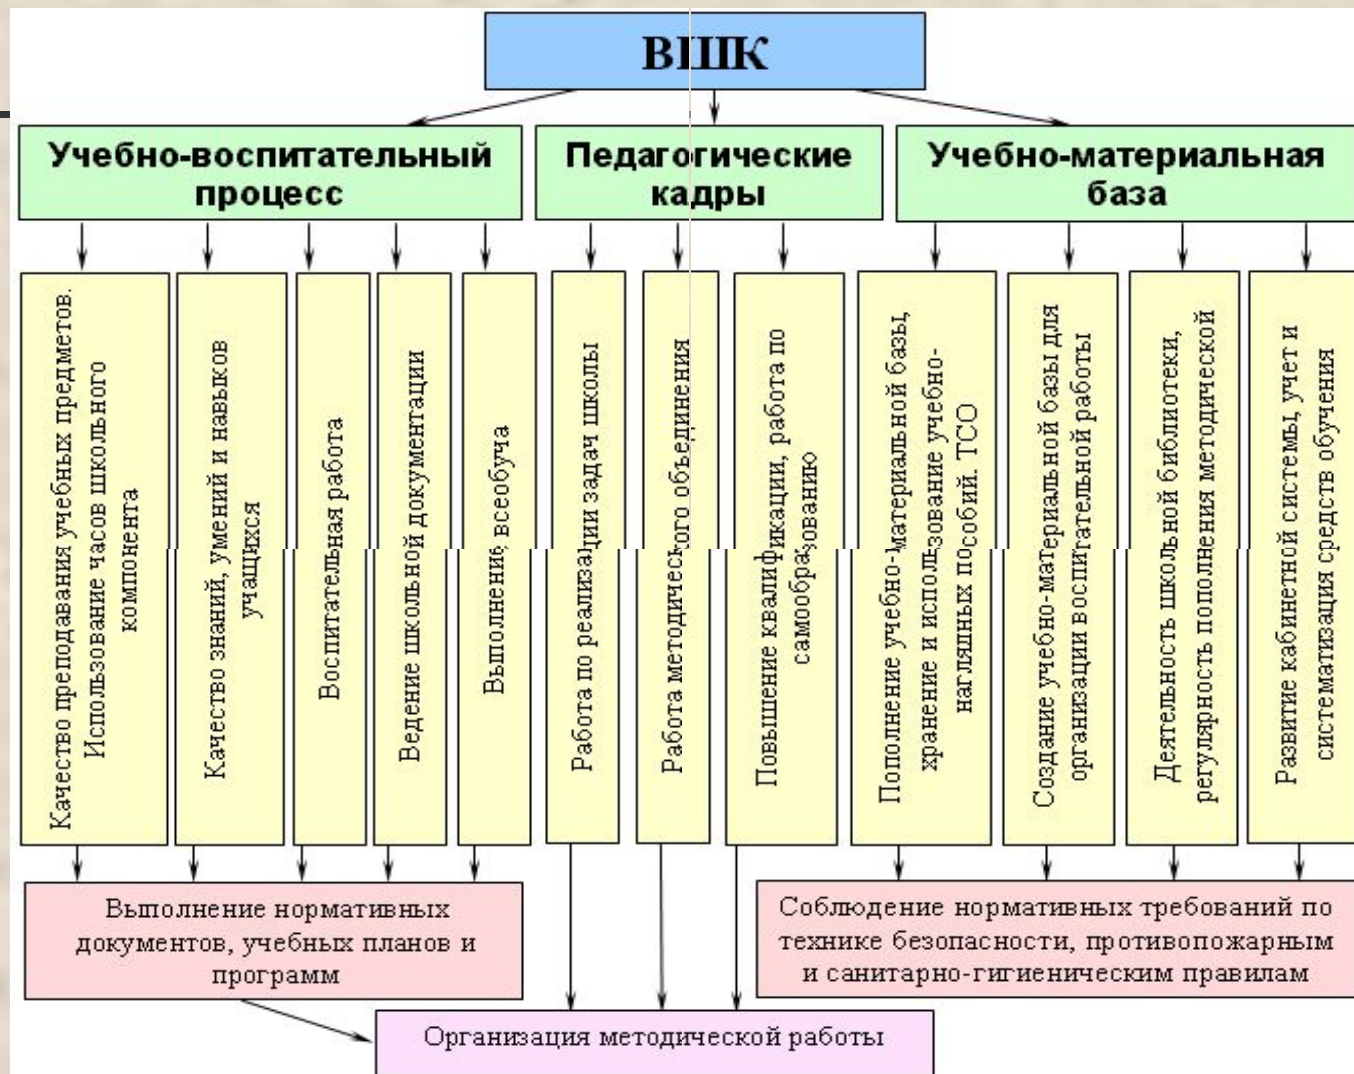 ВШК
Учебно-воспитательный
процесс
Педагогические
кадры
Учебно-материальная
база
Качество преподавания учебных предметов.
Использование часов школьного
компонента
Качество знаний, умений и навыков
учащихся
Воспитательная работа
Ведение школьной документации
Выполнение всеобуча
Работа по реализации задач школы
Работа методического объединения
Повышение квалификации, работа по
самообразованию
Пополнение учебно-материальной базы,
хранение и использование учебно-
наглядных пособий. ТСО
Создание учебно-материальной базы для
организации воспитательной работы
Деятельность школьной библиотеки,
регулярность пополнения методической
Развитие кабинетной системы, учет и
систематизация средств обучения
Выполнение нормативных
документов, учебных планов и
программ
Соблюдение нормативных требований по
технике безопасности, противопожарным
и санитарно-гигиеническим правилам
Организация методической работы